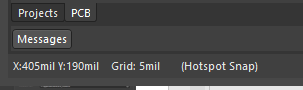 Projects PCB
Messages
X:405mil Y:190mil Grid: 5mil (Hotspot Snap)